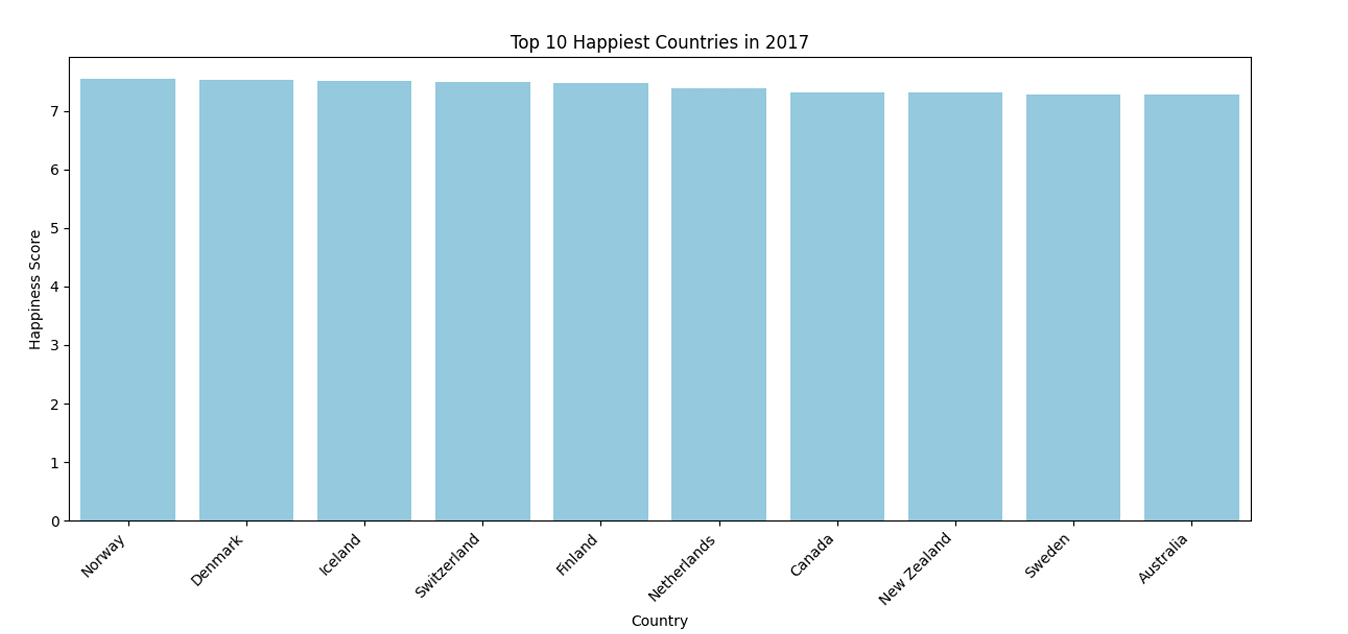 Top 10 Happiest Countries in 2017
Happiness Score
7
6
5
4
3
2
1
0
Norway
Denmark
Iceland
Switzerland
Finland
Netherlands
Canada
New Zealand
Sweden
Australia
Country